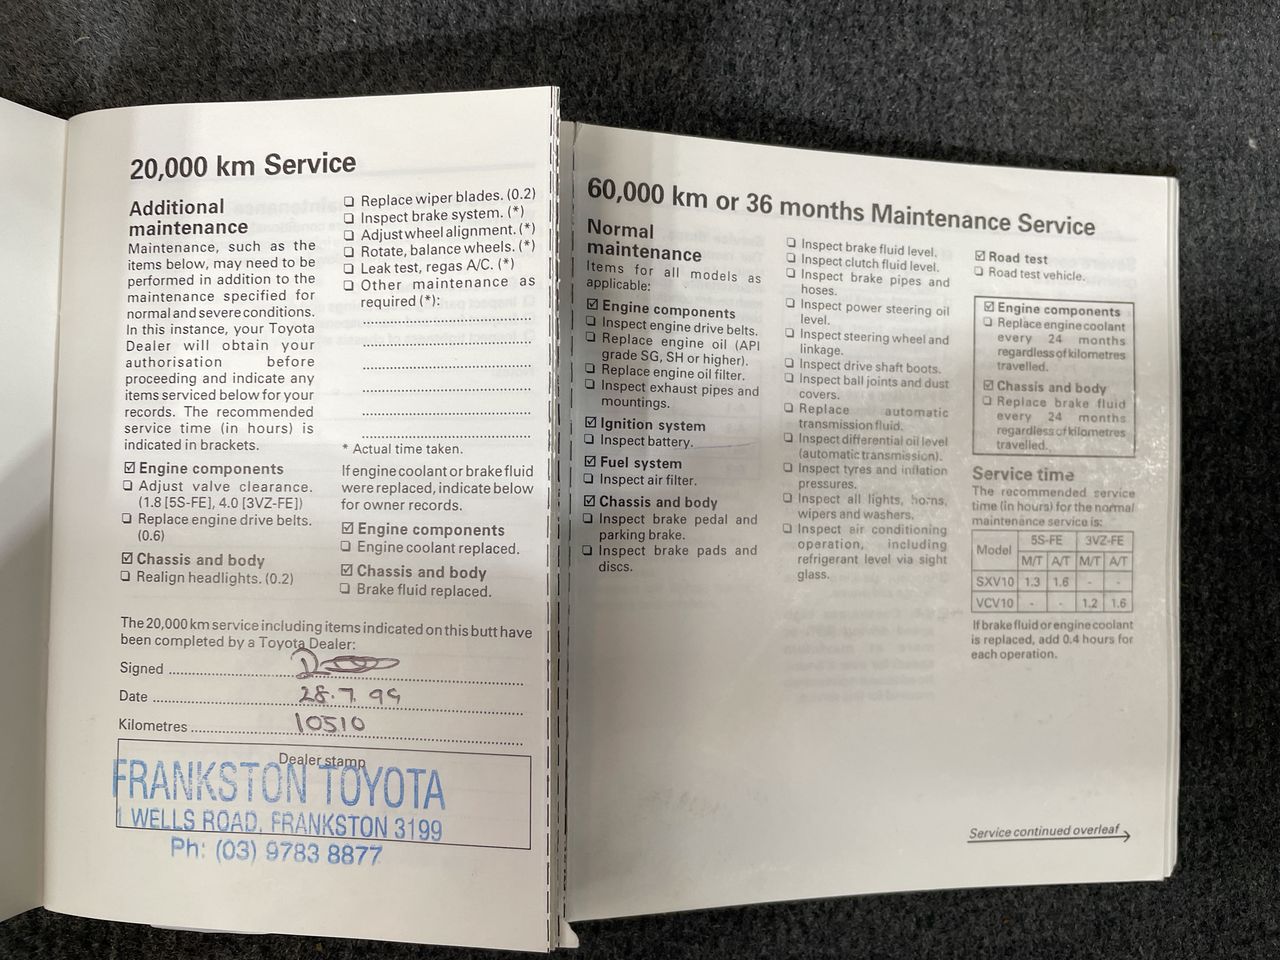 20,000 km Service
Additional
maintenance
Maintenance, such as the
items below, may need to be
performed in addition to the
maintenance specified for
normal and severe conditions.
In this instance, your Toyota
Dealer will obtain your
authorisation before
proceeding and indicate any
items serviced below for your
records. The recommended
service time (in hours) is
indicated in brackets.
☑ Engine components
❏ Adjust valve clearance.
(1.8 [5S-FE], 4.0 [3VZ-FE])
❏ Replace engine drive belts.
(0.6)
☑ Chassis and body
❏ Realign headlights. (0.2)
❏ Replace wiper blades. (0.2)
❏ Inspect brake system. (*)
❏ Adjust wheel alignment. (*)
❏ Rotate, balance wheels. (*)
❏ Leak test, regas A/C. (*)
❏ Other maintenance as
required (*):
* Actual time taken.
If engine coolant or brake fluid
were replaced, indicate below
for owner records.
☑ Engine components
❏ Engine coolant replaced.
☑ Chassis and body
❏ Brake fluid replaced.
The 20,000 km service including items indicated on this butt have
been completed by a Toyota Dealer:
Signed
Date 28.7.99
Kilometres 10510
Dealer stamp
FRANKSTON TOYOTA
1 WELLS ROAD, FRANKSTON 3199
Ph: (03) 9783 8877
60,000 km or 36 months Maintenance Service
Normal
maintenance
Items for all models as
applicable:
☑ Engine components
❏ Inspect engine drive belts.
❏ Replace engine oil (API
grade SG, SH or higher).
❏ Replace engine oil filter.
❏ Inspect exhaust pipes and
mountings.
☑ Ignition system
❏ Inspect battery.
☑ Fuel system
❏ Inspect air filter.
☑ Chassis and body
❏ Inspect brake pedal and
parking brake.
❏ Inspect brake pads and
discs.
❏ Inspect brake fluid level.
❏ Inspect clutch fluid level.
❏ Inspect brake pipes and
hoses.
❏ Inspect power steering oil
level.
❏ Inspect steering wheel and
linkage.
❏ Inspect drive shaft boots.
❏ Inspect ball joints and dust
covers.
❏ Replace automatic
transmission fluid.
❏ Inspect differential oil level
(automatic transmission).
❏ Inspect tyres and inflation
pressures.
❏ Inspect all lights, horns,
wipers and washers.
❏ Inspect air conditioning
operation, including
refrigerant level via sight
glass.
☑ Road test
❏ Road test vehicle.
☑ Engine components
❏ Replace engine coolant
every 24 months
regardless of kilometres
travelled.
☑ Chassis and body
❏ Replace brake fluid
every 24 months
regardless of kilometres
travelled.
Service time
The recommended service
time (in hours) for the normal
maintenance service is:
Model 5S-FE 3VZ-FE
M/T A/T M/T A/T
SXV10 1.3 1.6 - -
VCV10 - - 1.2 1.6
If brake fluid or engine coolant
is replaced, add 0.4 hours for
each operation.
Service continued overleaf